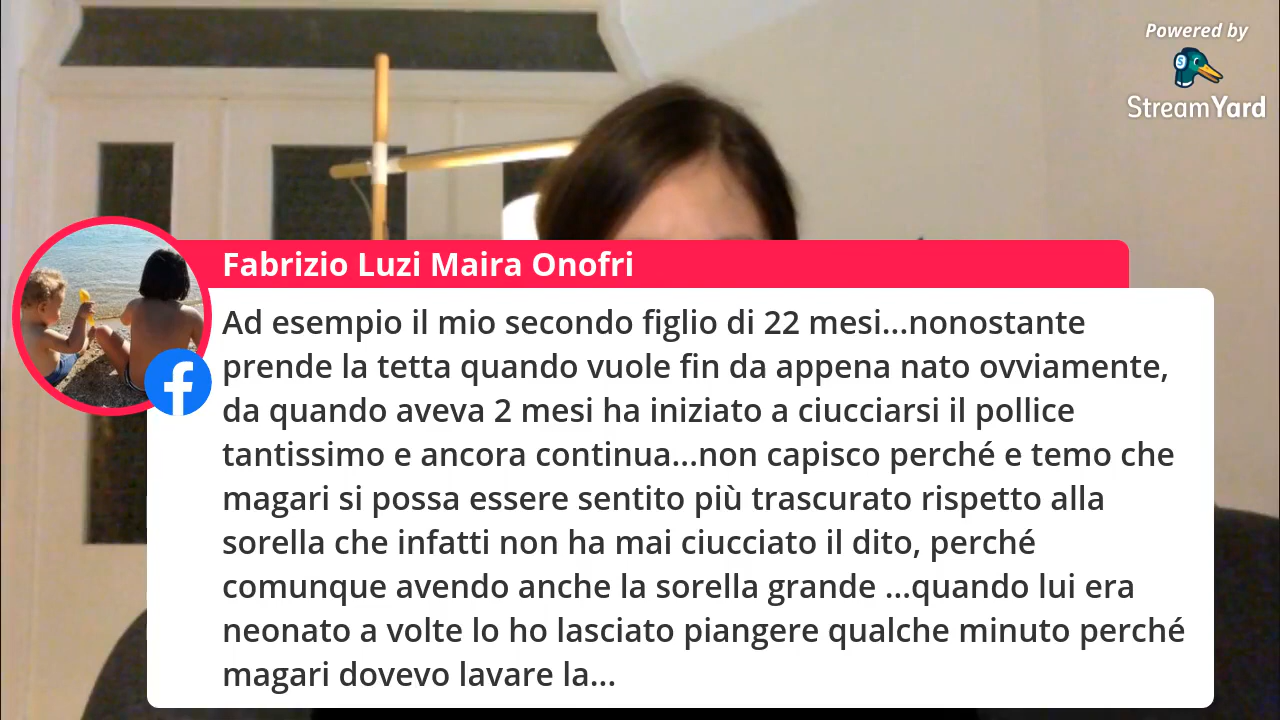 Powered by
StreamYard
Fabrizio Luzi Maira Onofri
Ad esempio il mio secondo figlio di 22 mesi...nonostante
prende la tetta quando vuole fin da appena nato ovviamente,
da quando aveva 2 mesi ha iniziato a ciucciarsi il pollice
tantissimo e ancora continua...non capisco perché e temo che
magari si possa essere sentito più trascurato rispetto alla
sorella che infatti non ha mai ciucciato il dito, perché
comunque avendo anche la sorella grande ...quando lui era
neonato a volte lo ho lasciato piangere qualche minuto perché
magari dovevo lavare la...